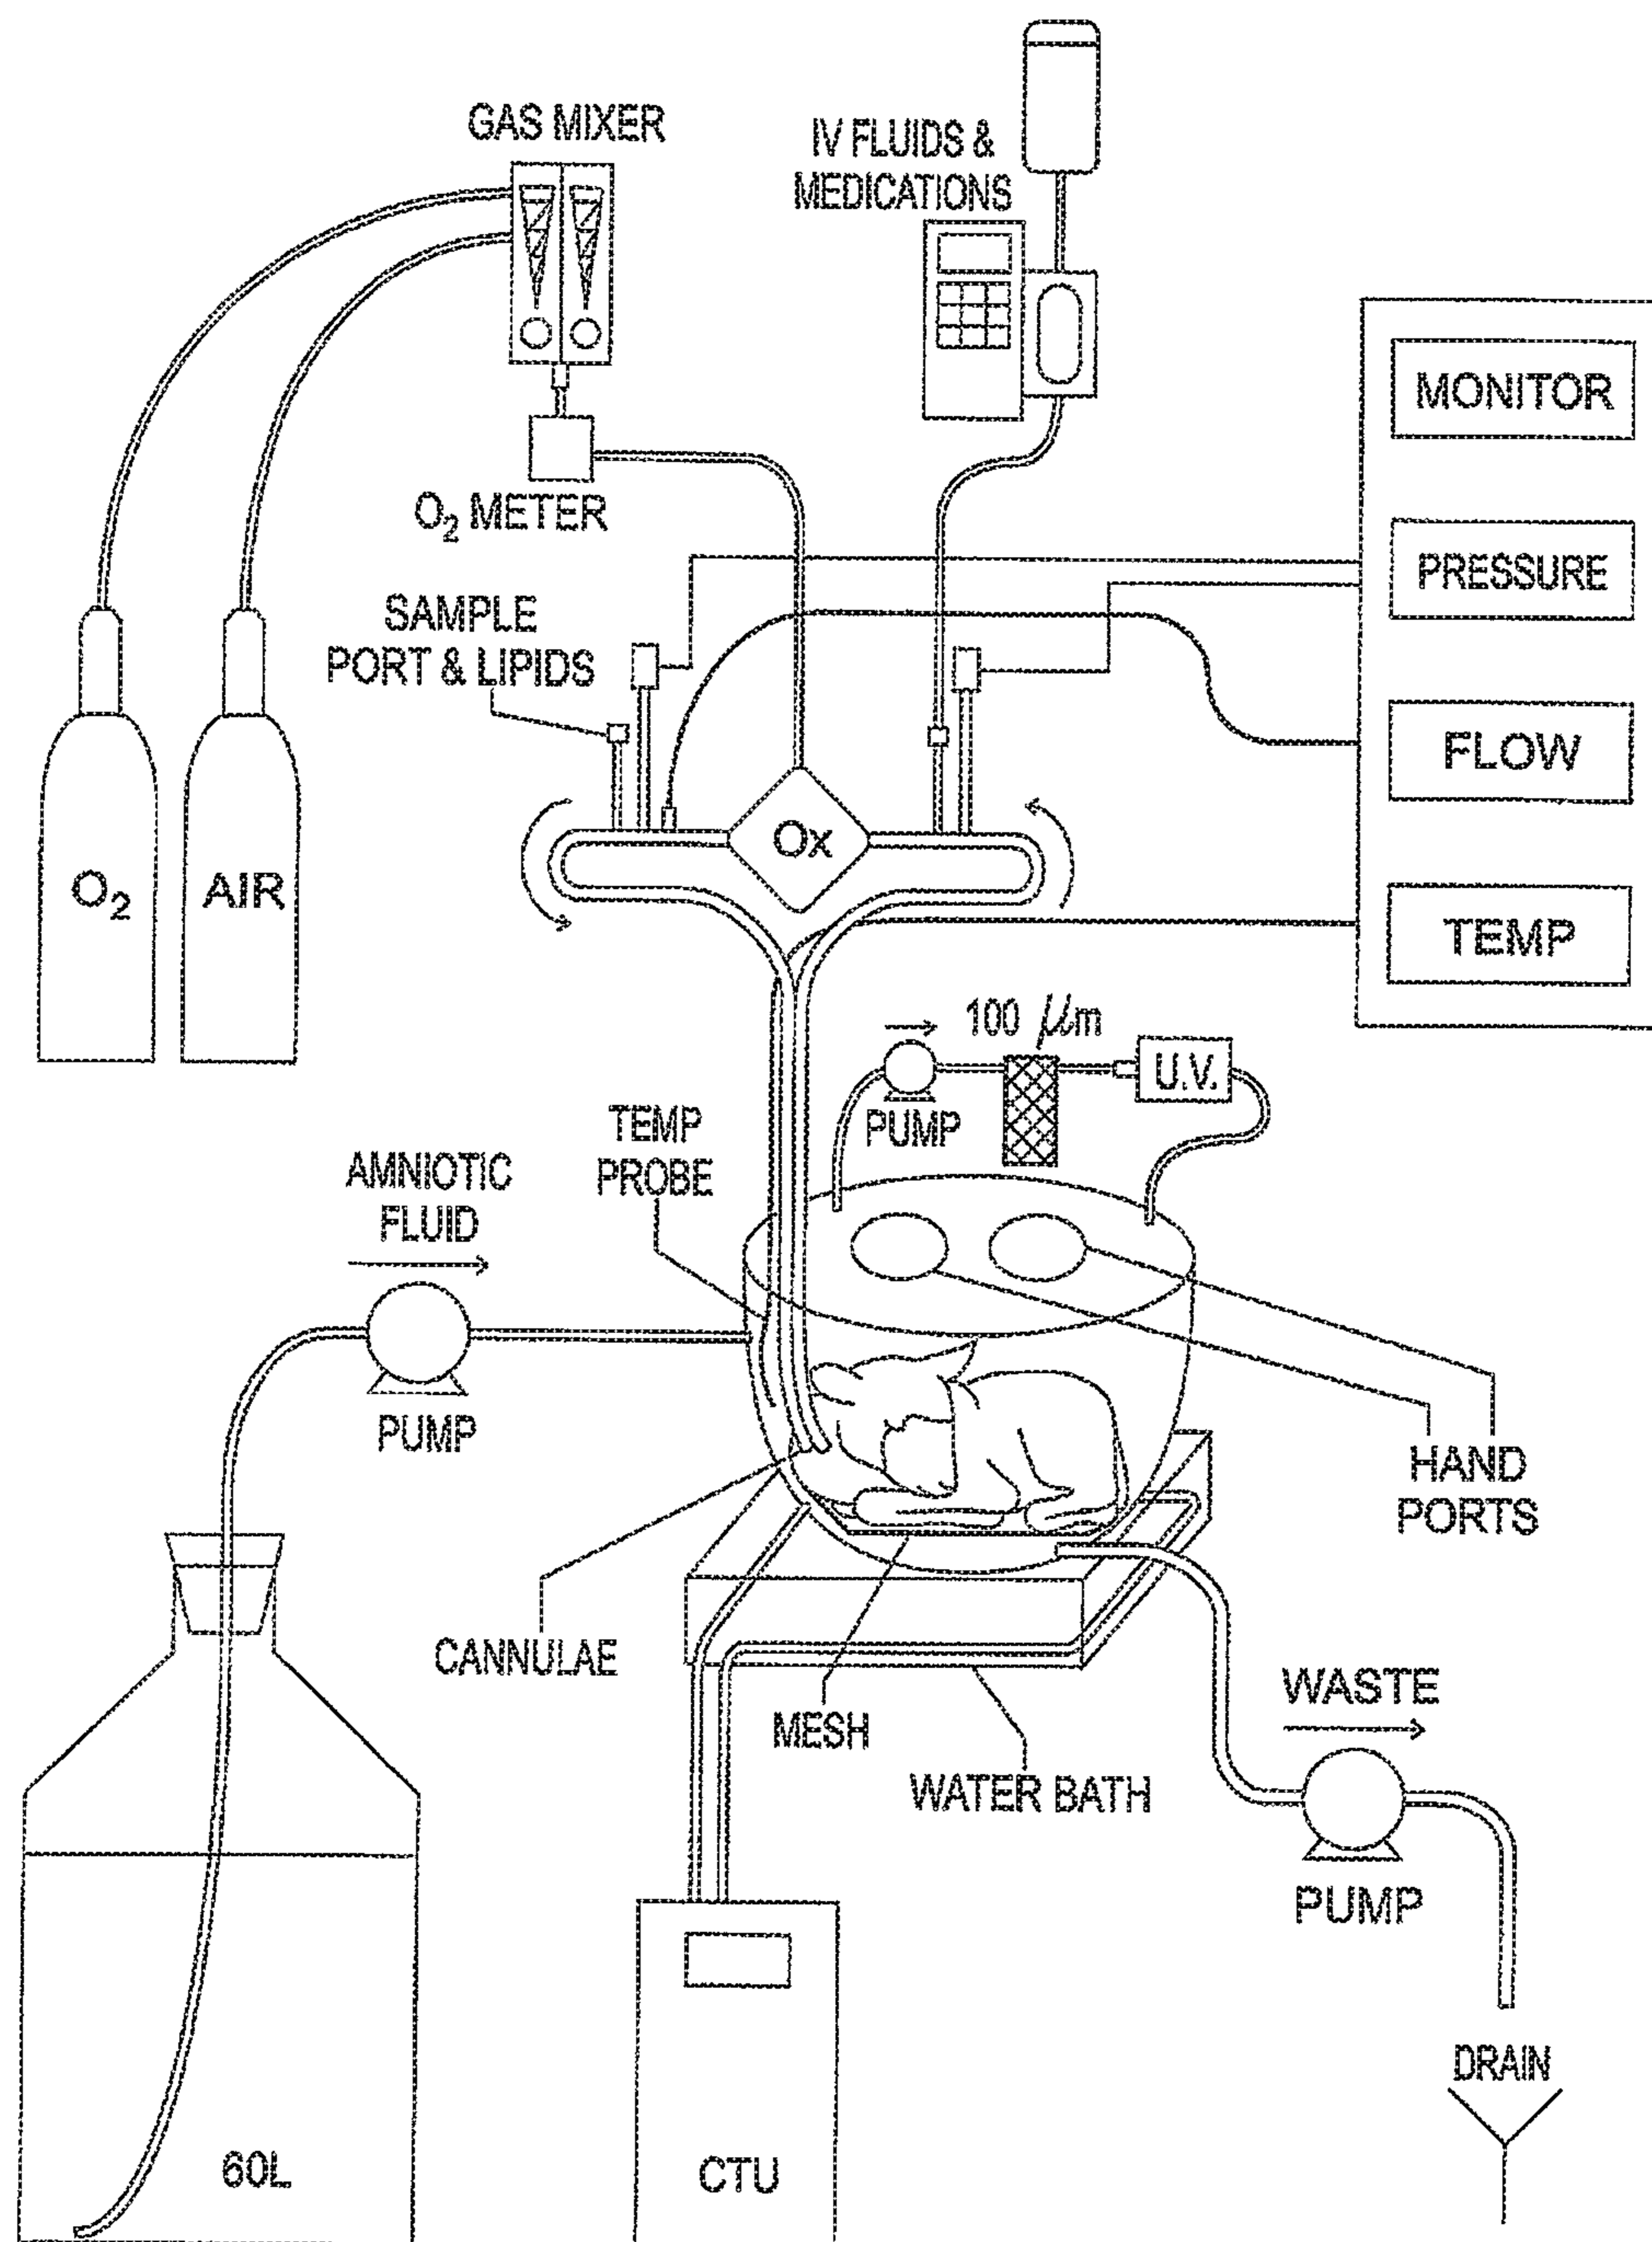 GAS MIXER
IV FLUIDS &
MEDICATIONS
MONITOR
O₂ METER
PRESSURE
SAMPLE
PORT & LIPIDS
FLOW
O₂
AIR
Ox
TEMP
100 μm
U.V.
PUMP
TEMP
PROBE
AMNIOTIC
FLUID
PUMP
HAND
PORTS
CANNULAE
MESH
WATER BATH
WASTE
PUMP
DRAIN
60L
CTU